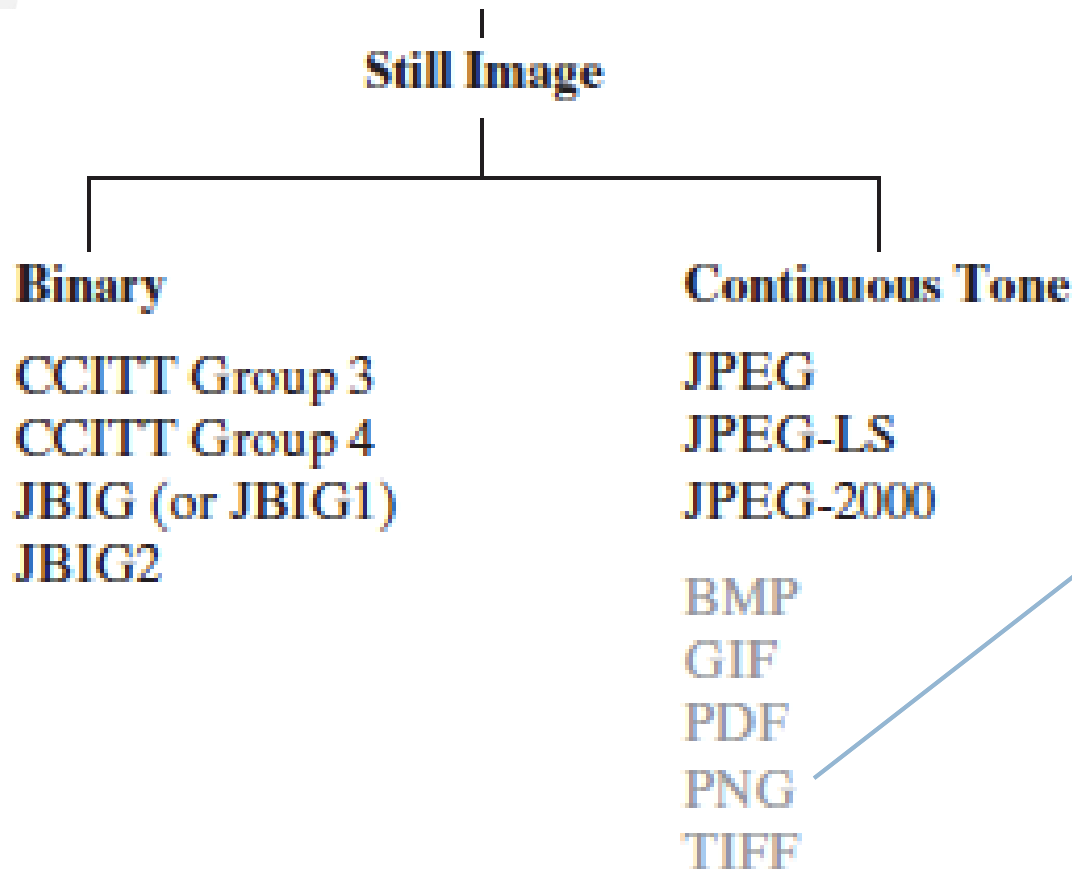 Still Image
Binary
CCITT Group 3
CCITT Group 4
JBIG (or JBIG1)
JBIG2
Continuous Tone
JPEG
JPEG-LS
JPEG-2000
BMP
GIF
PDF
PNG
TIFF